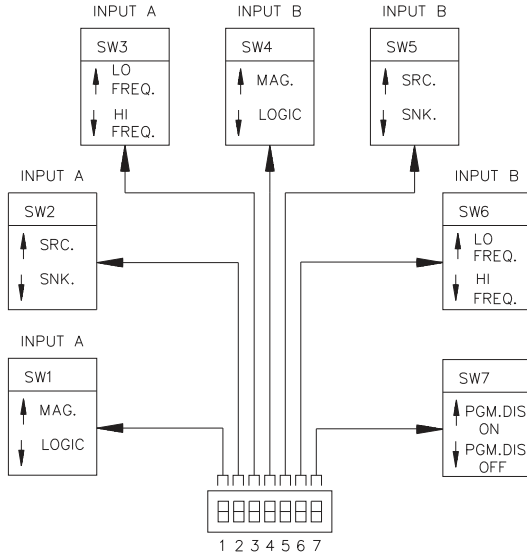 INPUT A
INPUT B
INPUT B
SW3
LO
FREQ.
HI
FREQ.
SW4
MAG.
LOGIC
SW5
SRC.
SNK.
INPUT A
SW2
SRC.
SNK.
INPUT B
SW6
LO
FREQ.
HI
FREQ.
INPUT A
SW1
MAG.
LOGIC
SW7
PGM.DIS
ON
PGM.DIS
OFF
1 2 3 4 5 6 7